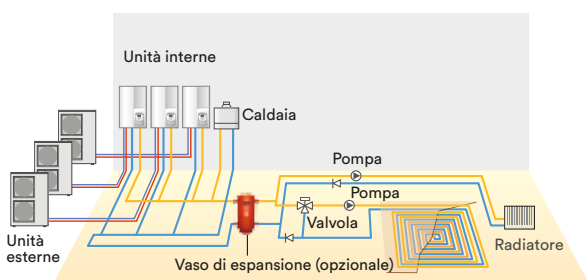 Unità interne
Caldaia
Pompa
Pompa
Valvola
Radiatore
Unità
esterne
Vaso di espansione (opzionale)